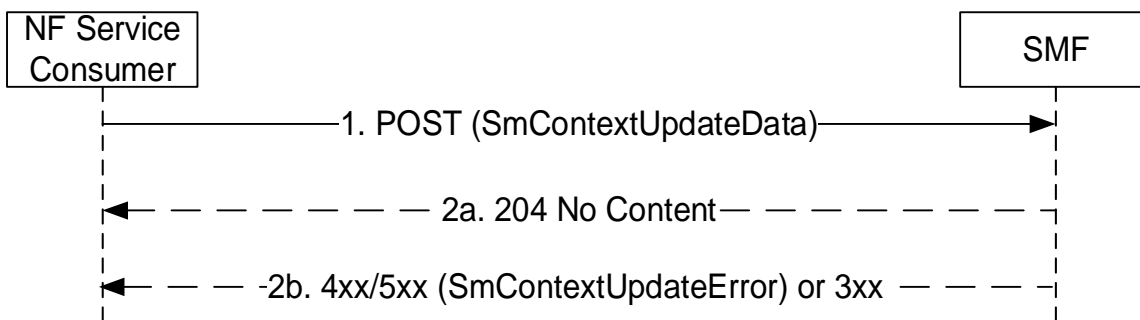 NF Service
Consumer
SMF
1. POST (SmContextUpdateData)
2a. 204 No Content
2b. 4xx/5xx (SmContextUpdateError) or 3xx